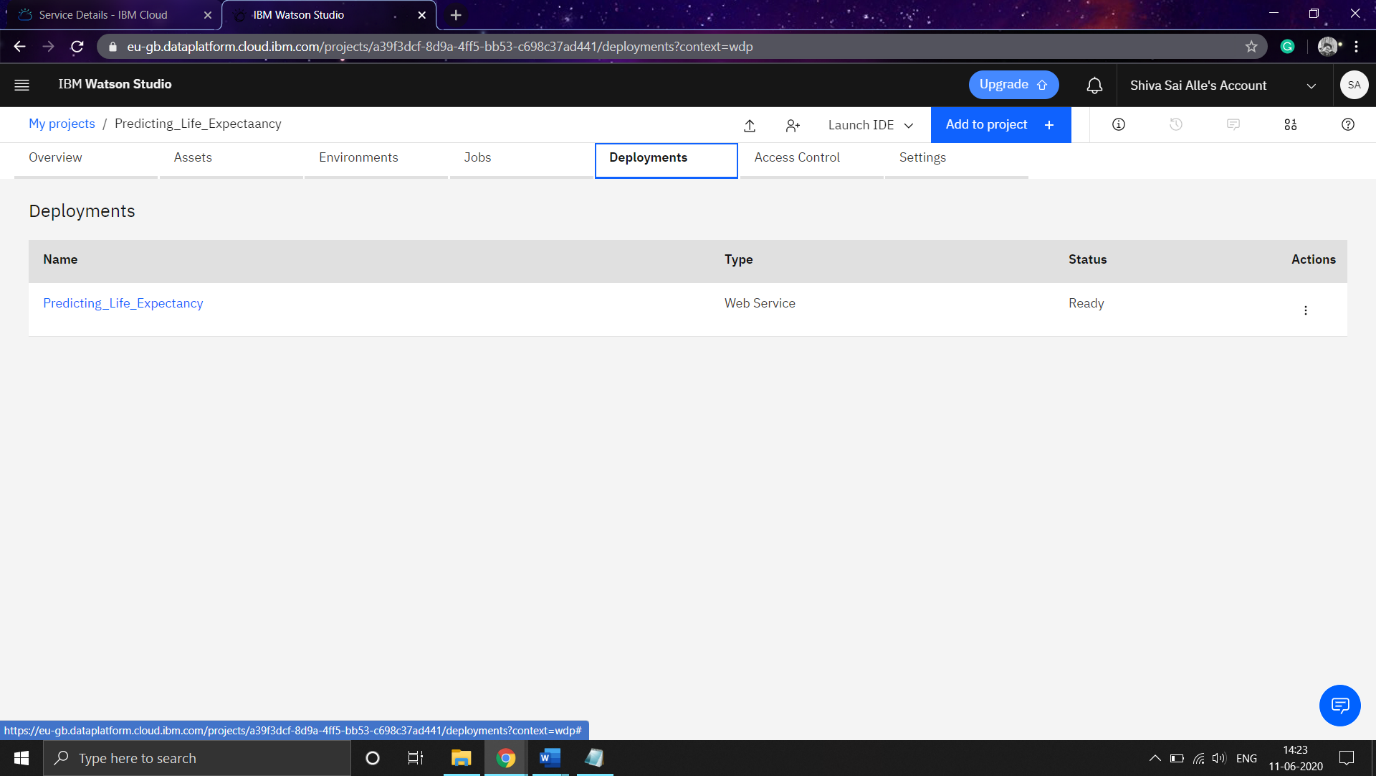 Service Details - IBM Cloud
IBM Watson Studio
eu-gb.dataplatform.cloud.ibm.com/projects/a39f3dcf-8d9a-4ff5-bb53-c698c37ad441/deployments?context=wdp
IBM Watson Studio
Upgrade
Shiva Sai Alle's Account
SA
My projects / Predicting_Life_Expectaancy
Launch IDE
Add to project +
Overview
Assets
Environments
Jobs
Deployments
Access Control
Settings
Deployments
Name
Type
Status
Actions
Predicting_Life_Expectancy
Web Service
Ready
https://eu-gb.dataplatform.cloud.ibm.com/projects/a39f3dcf-8d9a-4ff5-bb53-c698c37ad441/deployments?context=wdp#
Type here to search
ENG
14:23
11-06-2020